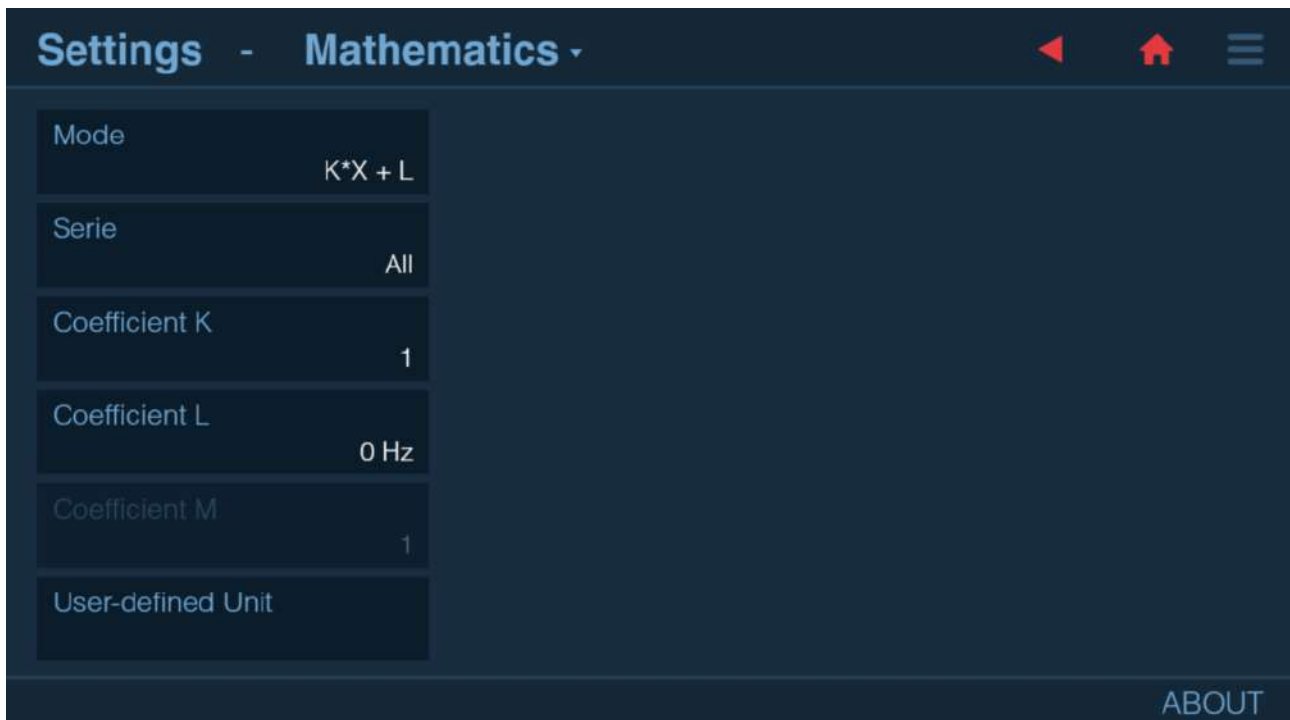 Settings - Mathematics
Mode
K*X + L
Serie
All
Coefficient K
1
Coefficient L
0 Hz
Coefficient M
1
User-defined Unit
ABOUT